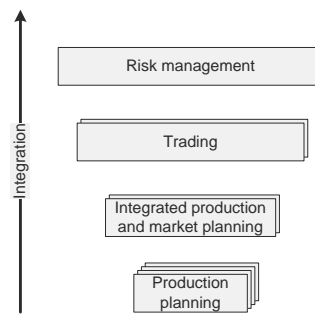 Risk management
Trading
Integration
Integrated production
and market planning
Production
planning